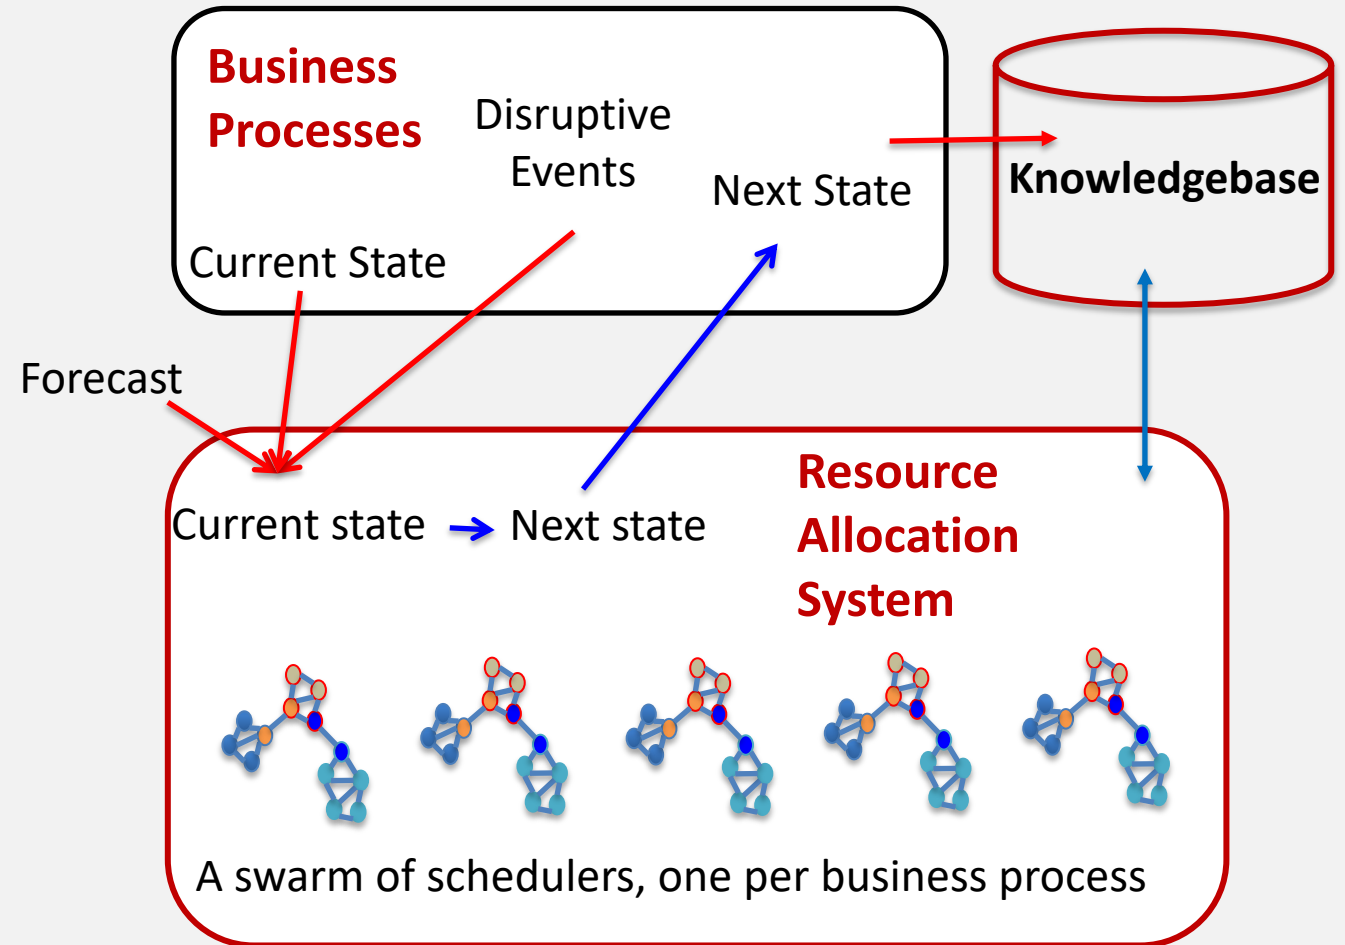 Business
Processes
Disruptive
Events
Next State
Current State
Knowledgebase
Forecast
Current state
Next state
Resource
Allocation
System
A swarm of schedulers, one per business process